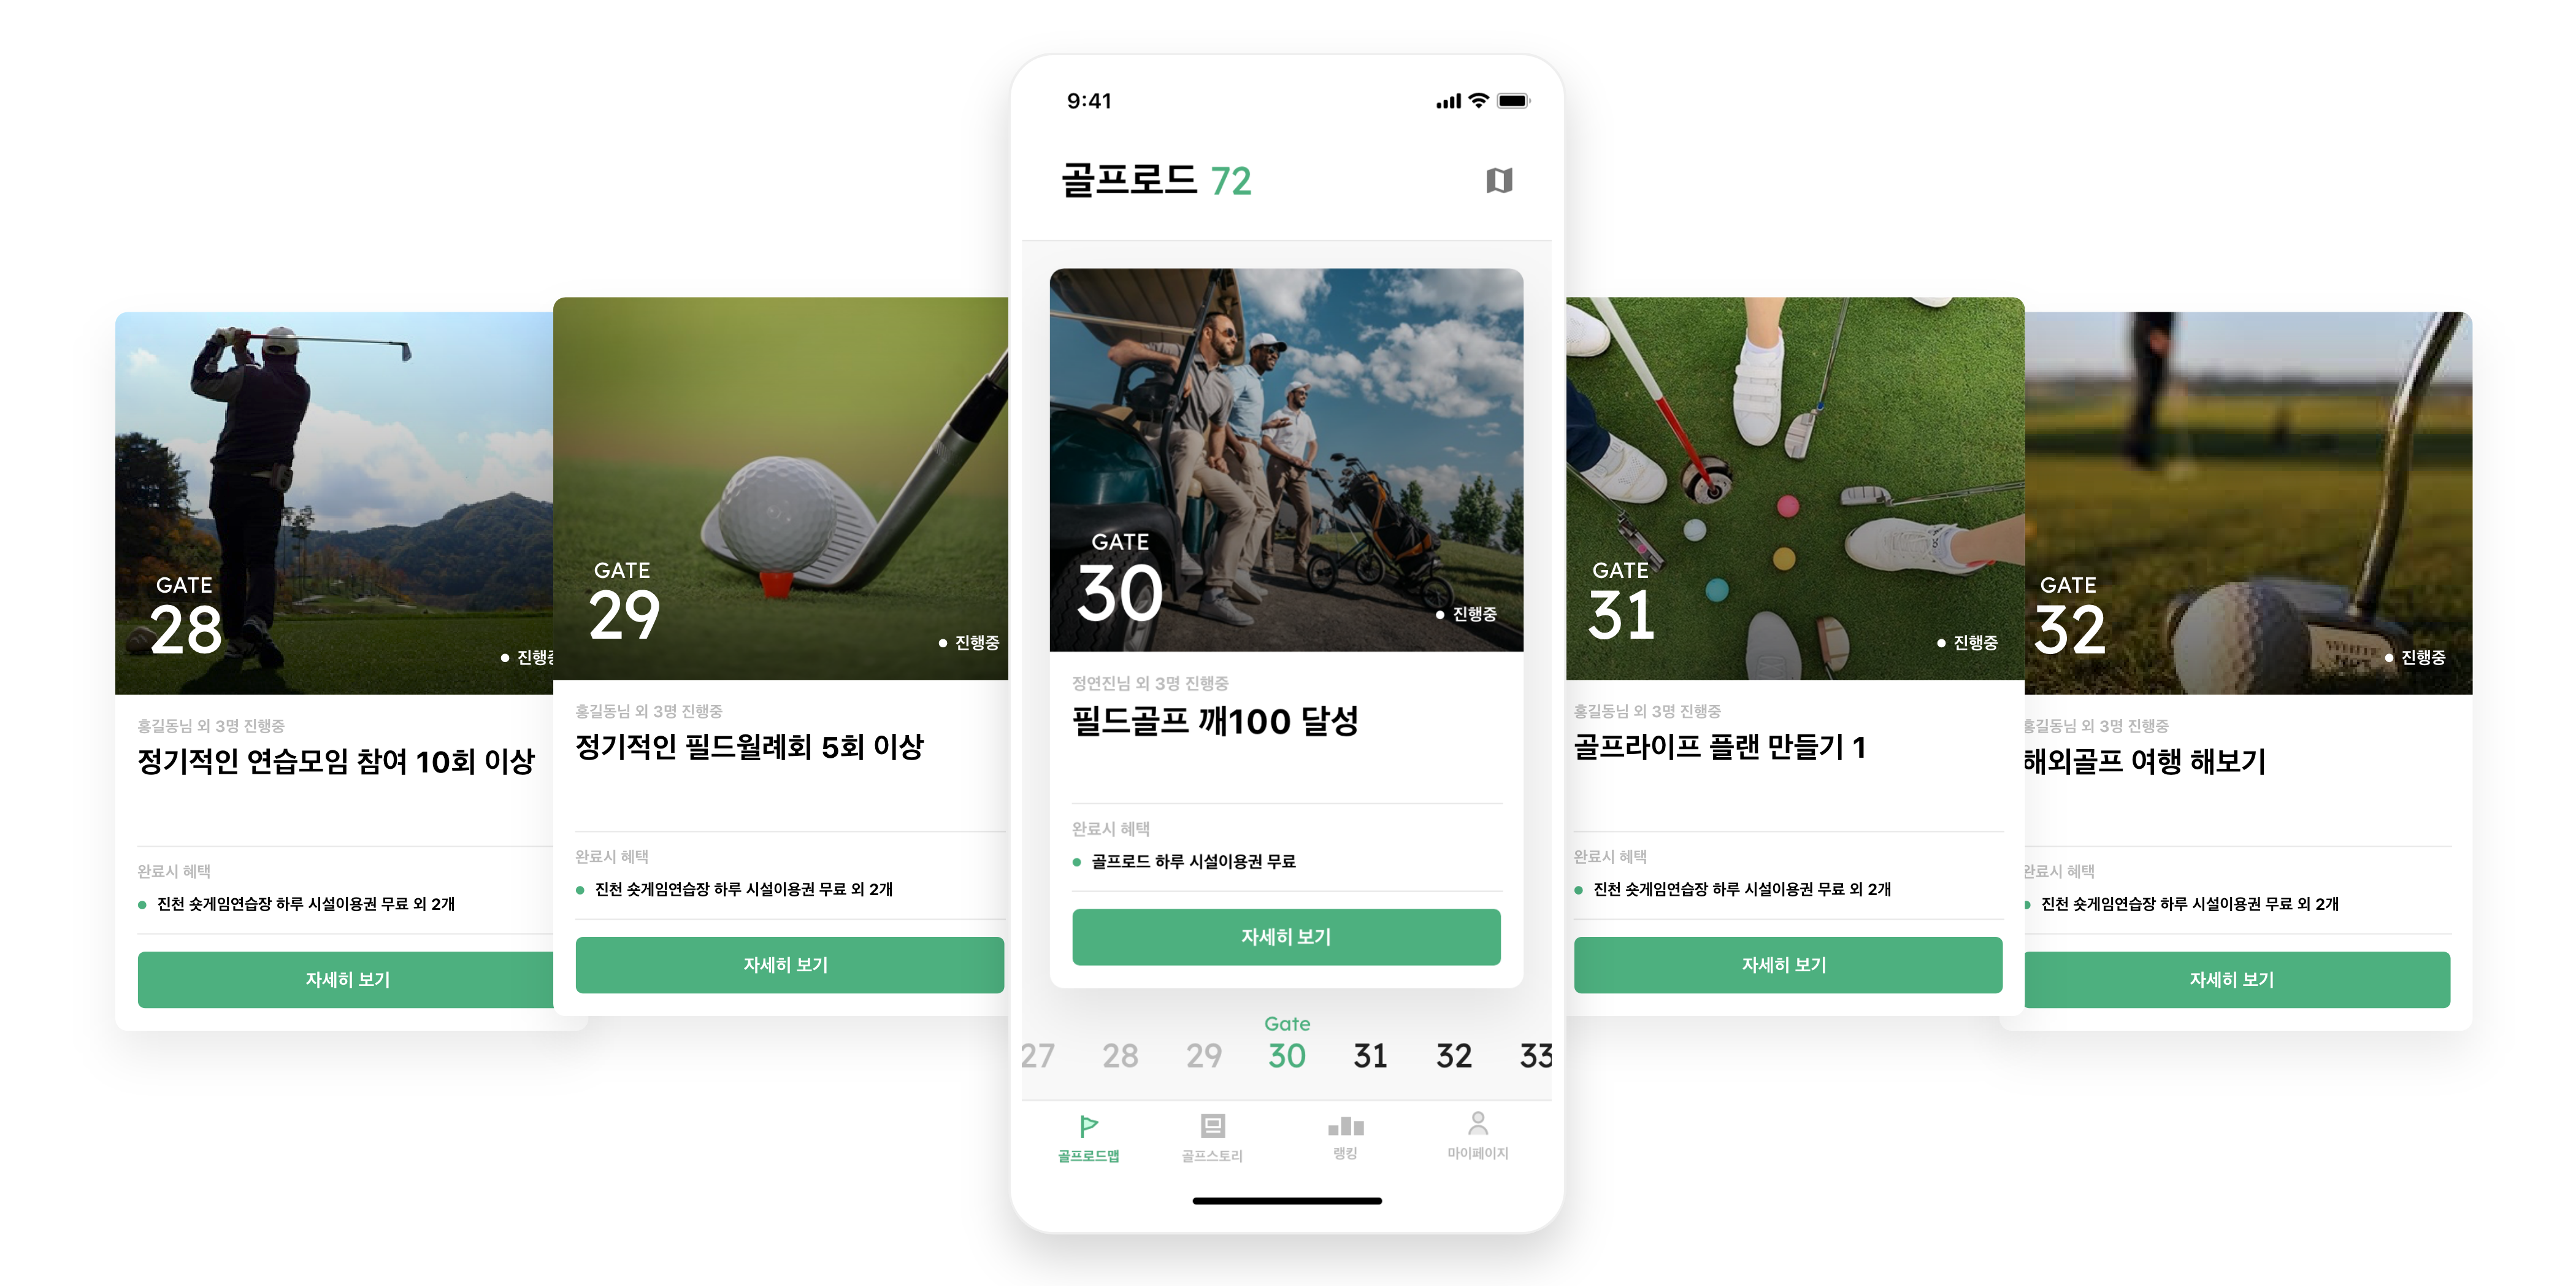 9:41
골프로드 72
GATE
28
진행중
홍길동님 외 3명 진행중
정기적인 연습모임 참여 10회 이상
완료시 혜택
진천 숏게임연습장 하루 시설이용권 무료 외 2개
자세히 보기
GATE
29
진행중
홍길동님 외 3명 진행중
정기적인 필드월례회 5회 이상
완료시 혜택
진천 숏게임연습장 하루 시설이용권 무료 외 2개
자세히 보기
GATE
30
진행중
정연진님 외 3명 진행중
필드골프 깨100 달성
완료시 혜택
골프로드 하루 시설이용권 무료
자세히 보기
Gate
27 28 29 30 31 32 33
골프로드맵 골프스토리 랭킹 마이페이지
GATE
31
진행중
홍길동님 외 3명 진행중
골프라이프 플랜 만들기 1
완료시 혜택
진천 숏게임연습장 하루 시설이용권 무료 외 2개
자세히 보기
GATE
32
진행중
홍길동님 외 3명 진행중
해외골프 여행 해보기
완료시 혜택
진천 숏게임연습장 하루 시설이용권 무료 외 2개
자세히 보기